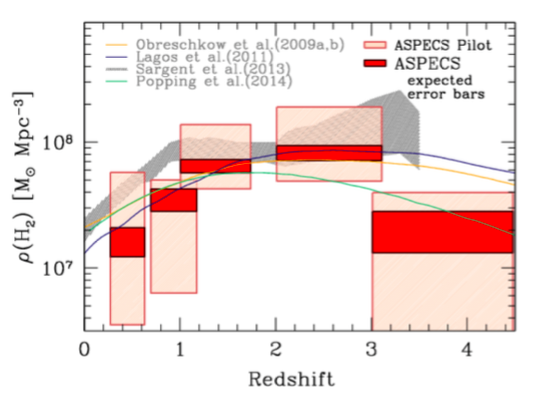 Obreschkow et al.(2009a,b)
Lagos et al.(2011)
Sargent et al.(2013)
Popping et al.(2014)
ASPECS Pilot
ASPECS
expected
error bars
ρ(H₂) [M⊙ Mpc⁻³]
10⁸
10⁷
0 1 2 3 4
Redshift